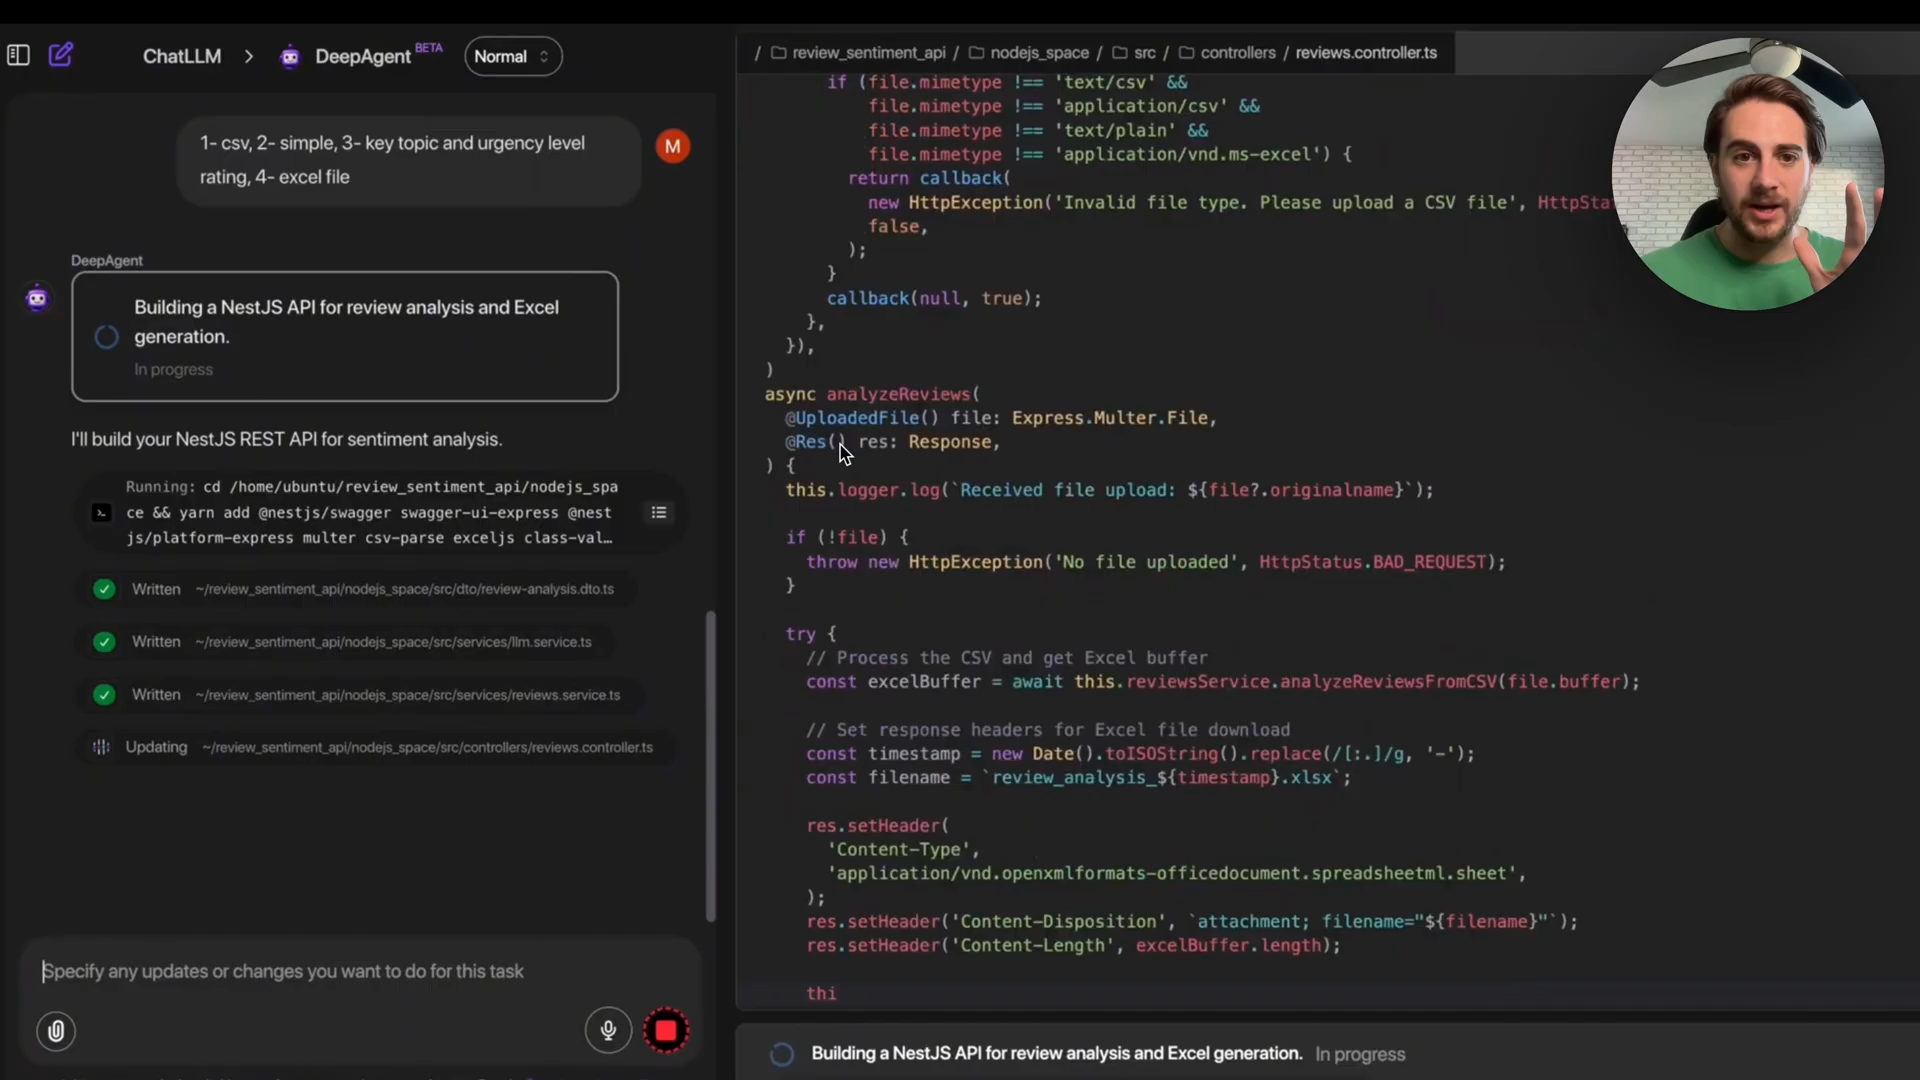 ChatLLM > DeepAgent BETA Normal
1- csv, 2- simple, 3- key topic and urgency level
rating, 4- excel file
M
DeepAgent
Building a NestJS API for review analysis and Excel
generation.
In progress
I'll build your NestJS REST API for sentiment analysis.
Running: cd /home/ubuntu/review_sentiment_api/nodejs_spa
ce && yarn add @nestjs/swagger swagger-ui-express @nest
js/platform-express multer csv-parse exceljs class-val…
Written ~/review_sentiment_api/nodejs_space/src/dto/review-analysis.dto.ts
Written ~/review_sentiment_api/nodejs_space/src/services/llm.service.ts
Written ~/review_sentiment_api/nodejs_space/src/services/reviews.service.ts
Updating ~/review_sentiment_api/nodejs_space/src/controllers/reviews.controller.ts
Specify any updates or changes you want to do for this task
/ review_sentiment_api / nodejs_space / src / controllers / reviews.controller.ts
if (file.mimetype !== 'text/csv' &&
file.mimetype !== 'application/csv' &&
file.mimetype !== 'text/plain' &&
file.mimetype !== 'application/vnd.ms-excel') {
return callback(
new HttpException('Invalid file type. Please upload a CSV file', HttpSta
false,
);
}
callback(null, true);
},
}),
)
async analyzeReviews(
@UploadedFile() file: Express.Multer.File,
@Res() res: Response,
) {
this.logger.log(`Received file upload: ${file?.originalname}`);
if (!file) {
throw new HttpException('No file uploaded', HttpStatus.BAD_REQUEST);
}
try {
// Process the CSV and get Excel buffer
const excelBuffer = await this.reviewsService.analyzeReviewsFromCSV(file.buffer);
// Set response headers for Excel file download
const timestamp = new Date().toISOString().replace(/[:.]/g, '-');
const filename = `review_analysis_${timestamp}.xlsx`;
res.setHeader(
'Content-Type',
'application/vnd.openxmlformats-officedocument.spreadsheetml.sheet',
);
res.setHeader('Content-Disposition', `attachment; filename="${filename}"`);
res.setHeader('Content-Length', excelBuffer.length);
thi
Building a NestJS API for review analysis and Excel generation. In progress